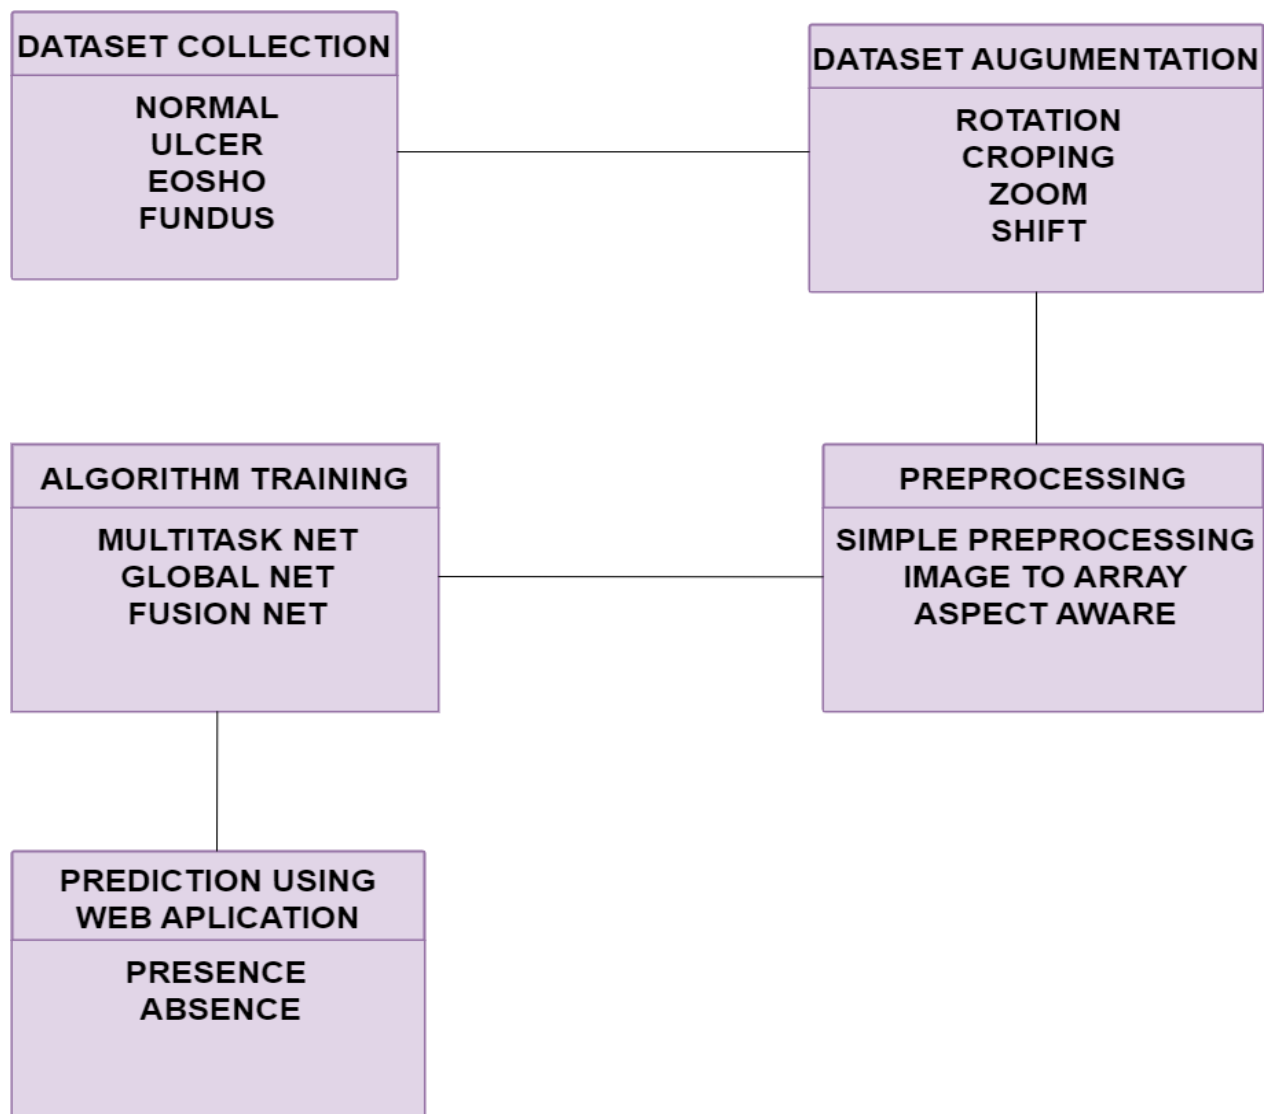 DATASET COLLECTION
NORMAL
ULCER
EOSHO
FUNDUS
DATASET AUGUMENTATION
ROTATION
CROPING
ZOOM
SHIFT
ALGORITHM TRAINING
MULTITASK NET
GLOBAL NET
FUSION NET
PREPROCESSING
SIMPLE PREPROCESSING
IMAGE TO ARRAY
ASPECT AWARE
PREDICTION USING
WEB APLICATION
PRESENCE
ABSENCE